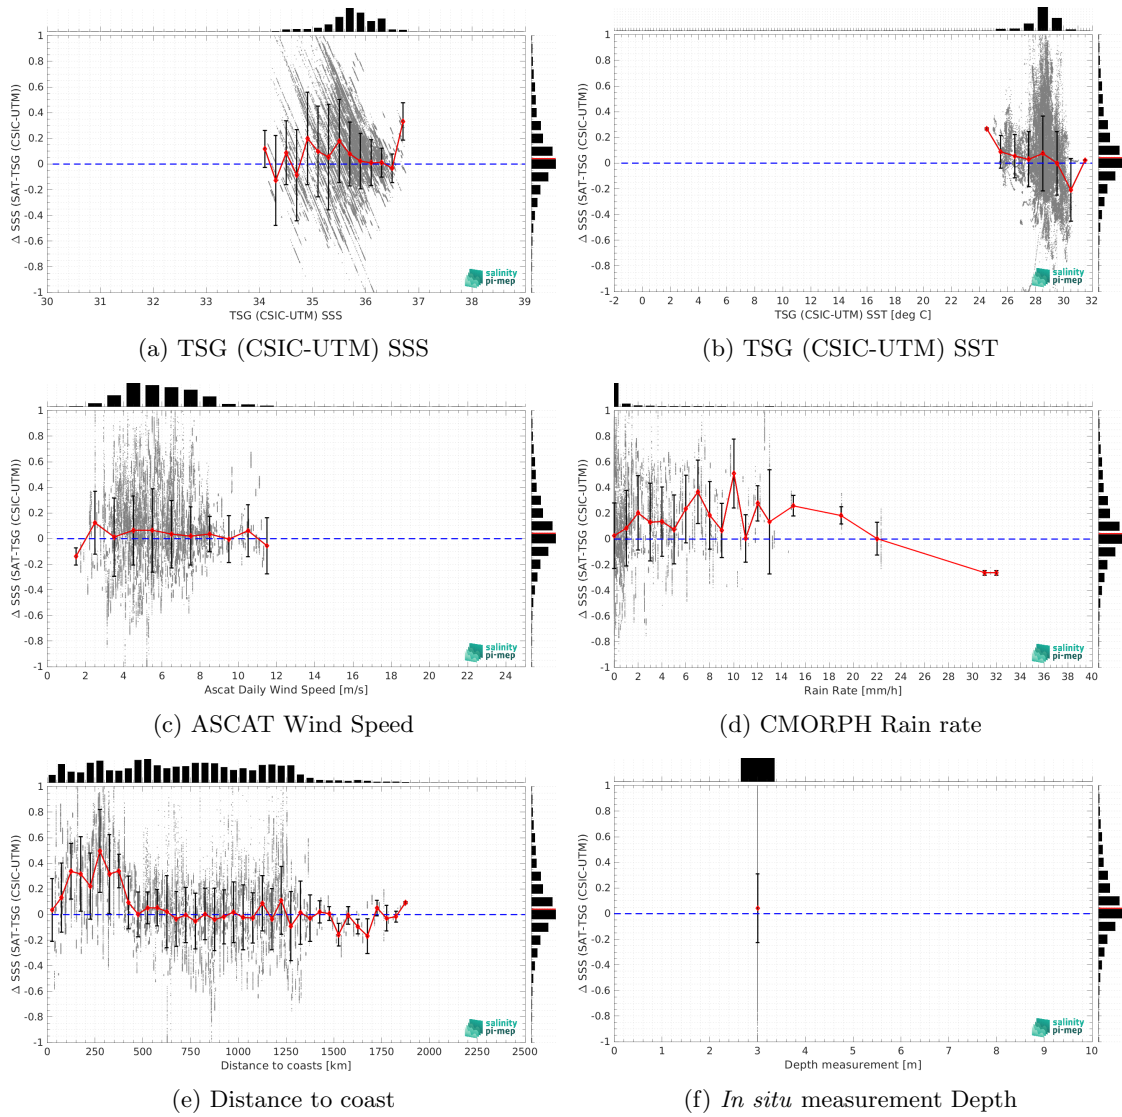 1
0.8
0.6
0.4
0.2
0
-0.2
-0.4
-0.6
-0.8
-1
Δ SSS (SAT-TSG (CSIC-UTM))
salinity
pi-mep
30 31 32 33 34 35 36 37 38 39
TSG (CSIC-UTM) SSS
(a) TSG (CSIC-UTM) SSS
1
0.8
0.6
0.4
0.2
0
-0.2
-0.4
-0.6
-0.8
-1
Δ SSS (SAT-TSG (CSIC-UTM))
salinity
pi-mep
-2 0 2 4 6 8 10 12 14 16 18 20 22 24 26 28 30 32
TSG (CSIC-UTM) SST [deg C]
(b) TSG (CSIC-UTM) SST
1
0.8
0.6
0.4
0.2
0
-0.2
-0.4
-0.6
-0.8
-1
Δ SSS (SAT-TSG (CSIC-UTM))
salinity
pi-mep
0 2 4 6 8 10 12 14 16 18 20 22 24
Ascat Daily Wind Speed [m/s]
(c) ASCAT Wind Speed
1
0.8
0.6
0.4
0.2
0
-0.2
-0.4
-0.6
-0.8
-1
Δ SSS (SAT-TSG (CSIC-UTM))
salinity
pi-mep
0 2 4 6 8 10 12 14 16 18 20 22 24 26 28 30 32 34 36 38 40
Rain Rate [mm/h]
(d) CMORPH Rain rate
1
0.8
0.6
0.4
0.2
0
-0.2
-0.4
-0.6
-0.8
-1
Δ SSS (SAT-TSG (CSIC-UTM))
salinity
pi-mep
0 250 500 750 1000 1250 1500 1750 2000 2250 2500
Distance to coasts [km]
(e) Distance to coast
1
0.8
0.6
0.4
0.2
0
-0.2
-0.4
-0.6
-0.8
-1
Δ SSS (SAT-TSG (CSIC-UTM))
salinity
pi-mep
0 1 2 3 4 5 6 7 8 9 10
Depth measurement [m]
(f) In situ measurement Depth